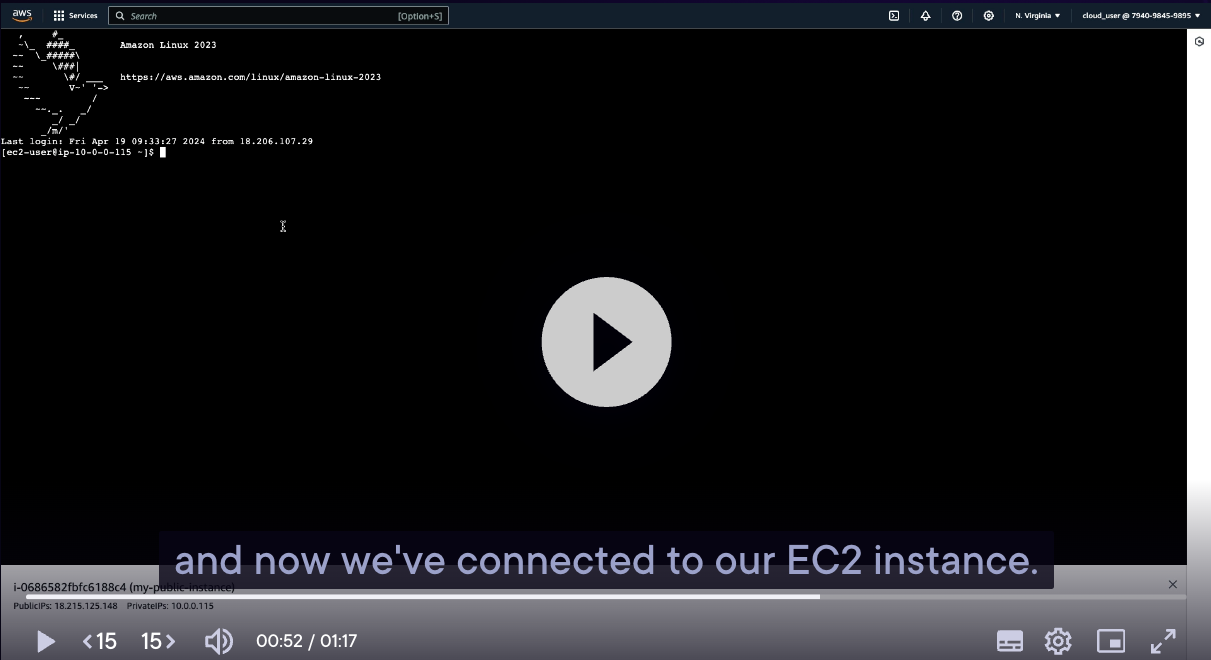 aws
Services
Search
[Option+S]
N. Virginia
cloud_user @ 7940-9845-9895
   ,     #_
   ~\_  ####_        Amazon Linux 2023
  ~~  \_#####\
  ~~     \###|
  ~~       \#/ ___   https://aws.amazon.com/linux/amazon-linux-2023
   ~~       V~' '->
    ~~~         /
      ~~._.   _/
         _/ _/
       _/m/'
Last login: Fri Apr 19 09:33:27 2024 from 18.206.107.29
[ec2-user@ip-10-0-0-115 ~]$
and now we've connected to our EC2 instance.
i-0686582fbfc6188c4 (my-public-instance)
PublicIPs: 18.215.125.148 PrivateIPs: 10.0.0.115
15
15
00:52 / 01:17